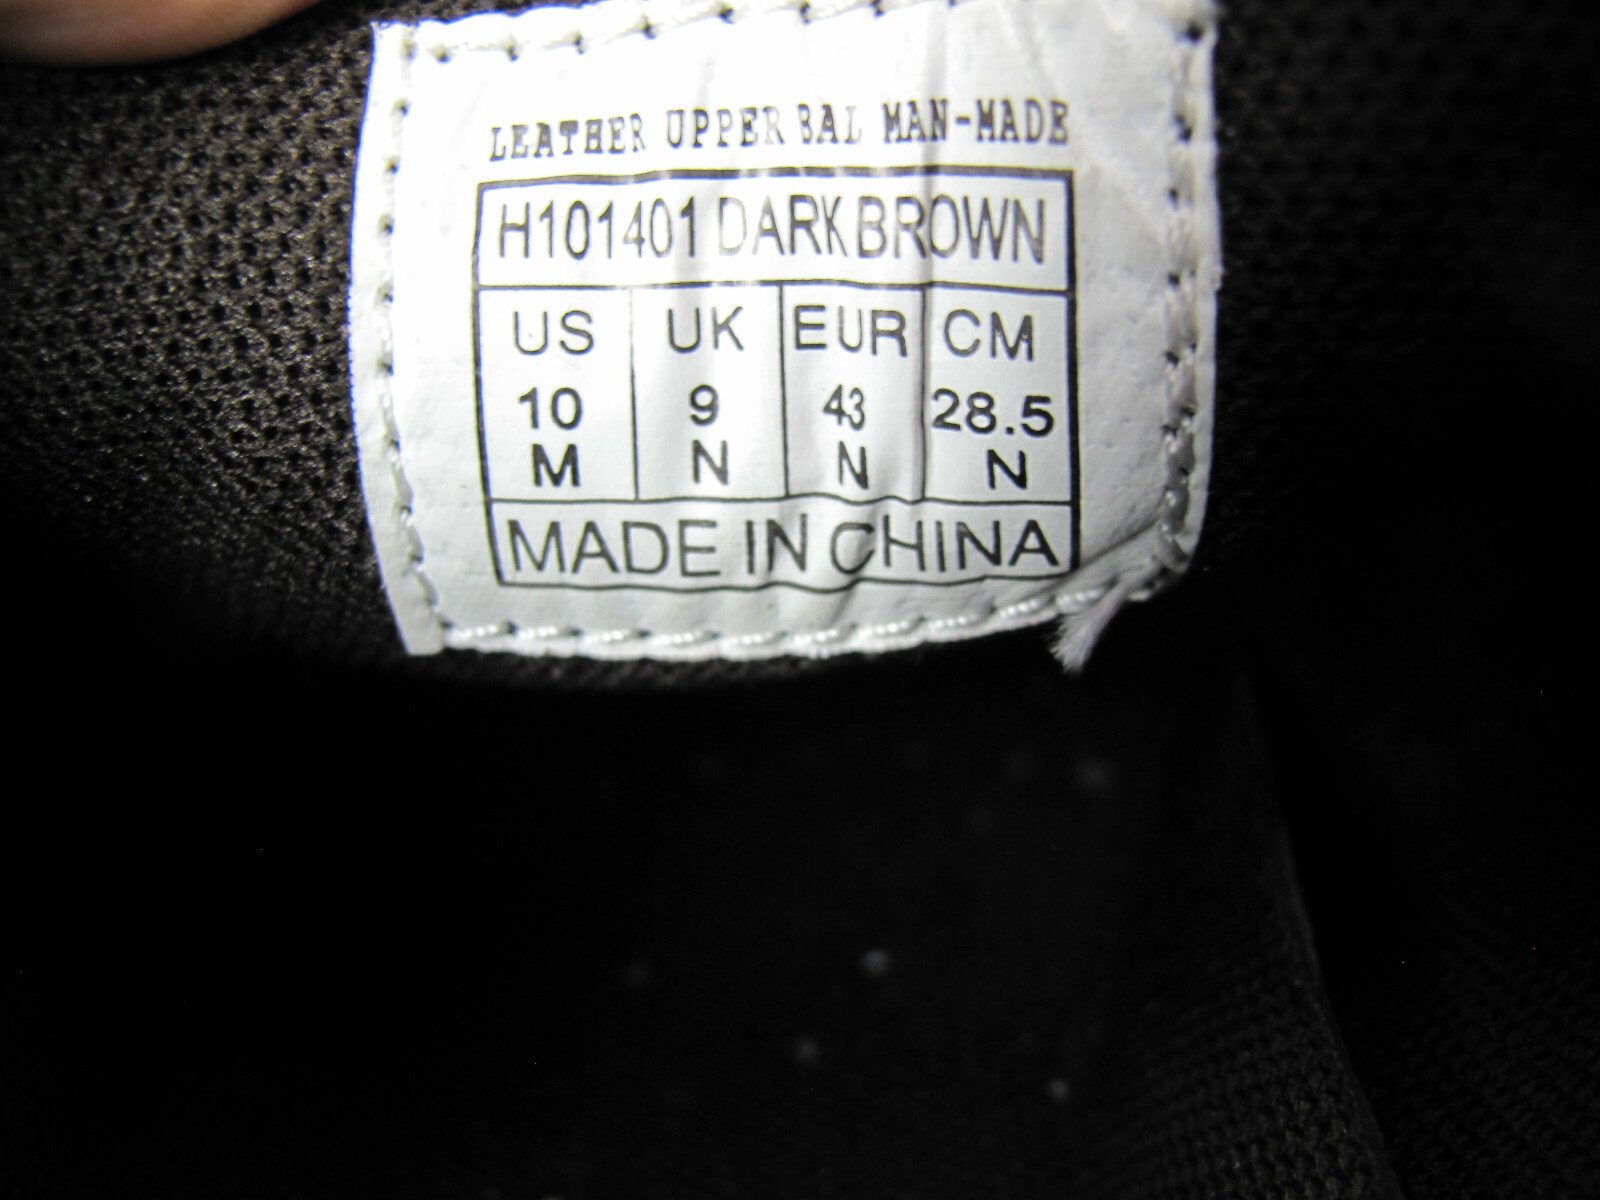 LEATHER UPPER BAL MAN-MADE
H101401 DARK BROWN
US UK EUR CM
10 9 43 28.5
M N N N
MADE IN CHINA